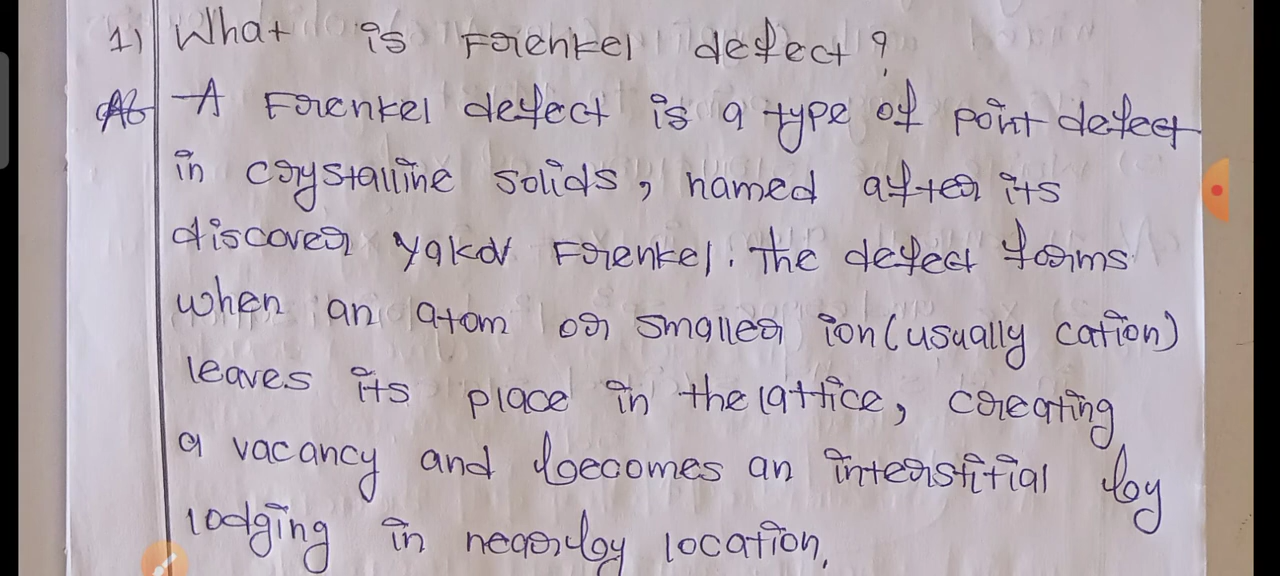 1) What is Frenkel defect?
A A Frenkel defect is a type of point defect
in crystalline solids, named after its
discover yakov Frenkel. the defect forms
when an atom or smaller ion (usually cation)
leaves its place in the lattice, creating
a vacancy and becomes an interstitial by
lodging in nearby location.